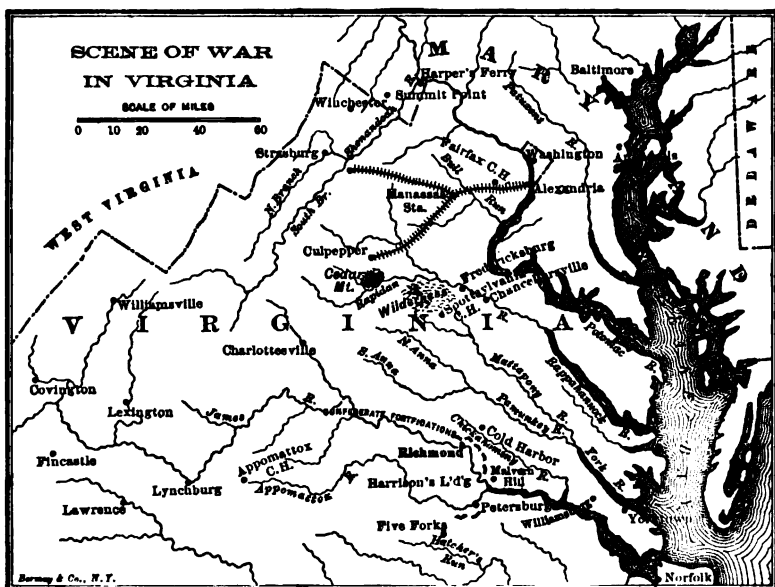 SCENE OF WAR
IN VIRGINIA
SCALE OF MILES
0 10 20 40 60
MARYLAND
DELAWARE
WEST VIRGINIA
VIRGINIA
Baltimore
Harper's Ferry
Summit Point
Winchester
Shenandoah
R.
Strasburg
N. Branch
South Br.
Fairfax C.H.
Bull
Run
Manassas
Sta.
Washington
Alexandria
Culpepper
Cedar
Mt.
Rapidan
R.
Wilderness
Fredericksburg
C.H.
Chancellorsville
R.
Potomac
R.
Williamsville
Charlottesville
S. Anna
N. Anna
Mattapony
R.
Rappahannock
R.
Pamunkey
R.
York R.
Covington
Lexington
James
R.
CONFEDERATE FORTIFICATIONS
Chickahominy
R.
Cold Harbor
Richmond
Malvern
Hill
Fincastle
Lynchburg
Appomattox
C.H.
Appomattox
R.
Harrison's L'd'g
Lawrence
Petersburg
Five Forks
Hatcher's
Run
Norfolk
Bormay & Co., N.Y.